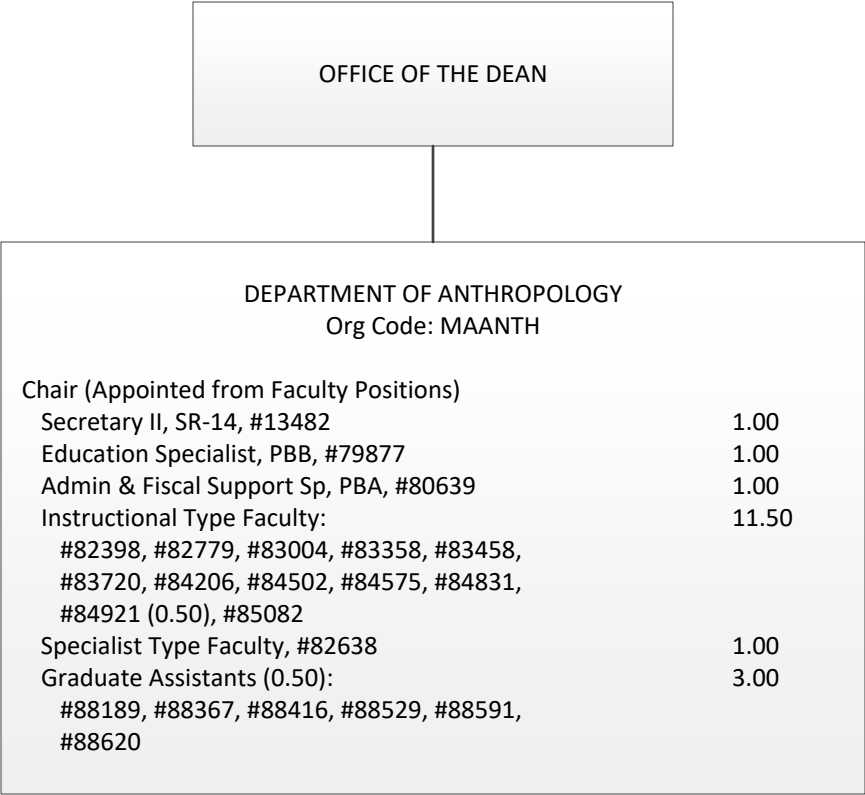 OFFICE OF THE DEAN
DEPARTMENT OF ANTHROPOLOGY
Org Code: MAANTH
Chair (Appointed from Faculty Positions)
Secretary II, SR-14, #13482 1.00
Education Specialist, PBB, #79877 1.00
Admin & Fiscal Support Sp, PBA, #80639 1.00
Instructional Type Faculty: 11.50
#82398, #82779, #83004, #83358, #83458,
#83720, #84206, #84502, #84575, #84831,
#84921 (0.50), #85082
Specialist Type Faculty, #82638 1.00
Graduate Assistants (0.50): 3.00
#88189, #88367, #88416, #88529, #88591,
#88620